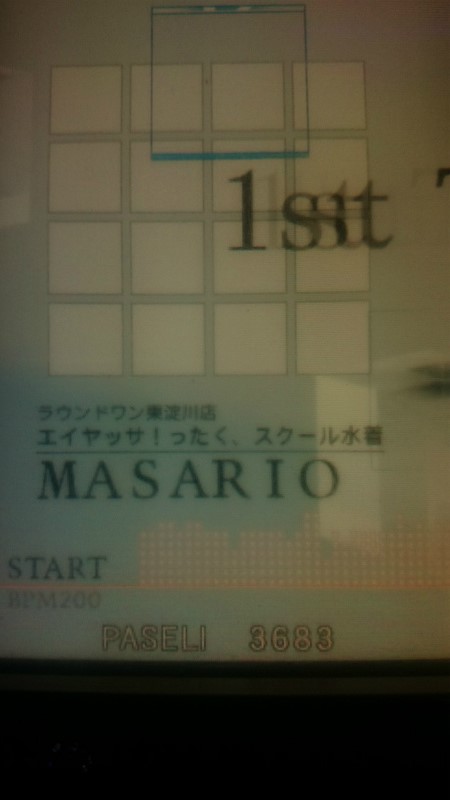 1st
ラウンドワン東淀川店
エイヤッサ！ったく、スクール水着
MASARIO
START
BPM200
PASELI 3683